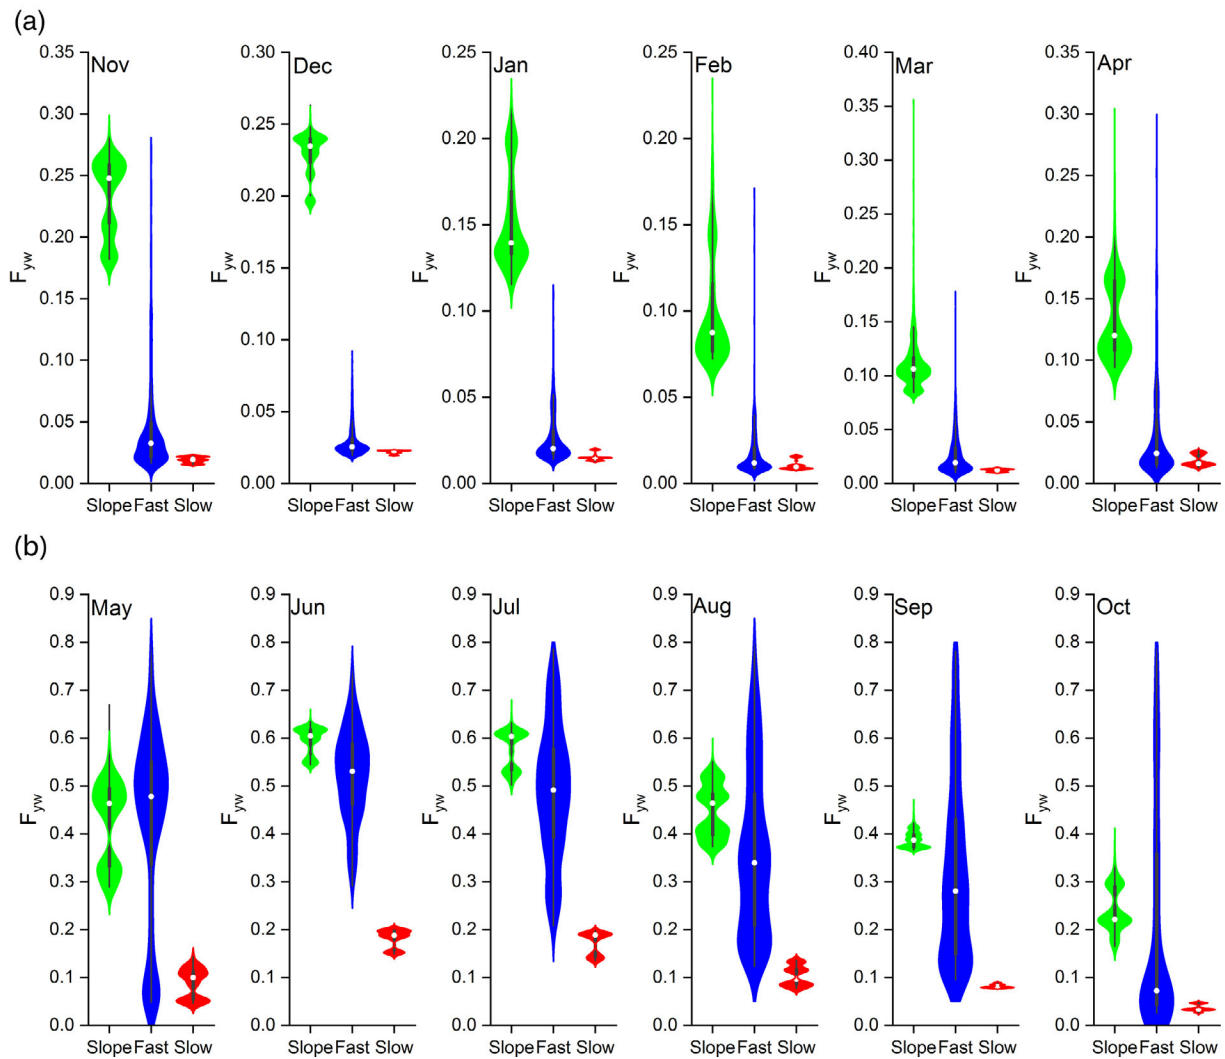 (a)
Nov Dec Jan Feb Mar Apr
0.35 0.30 0.25 0.25 0.40 0.35
0.30 0.25 0.20 0.20 0.35 0.30
0.25 0.20 0.15 0.15 0.30 0.25
0.20 0.15 0.10 0.10 0.25 0.20
0.15 0.10 0.05 0.05 0.20 0.15
0.10 0.05 0.00 0.00 0.15 0.10
0.05 0.00 0.10 0.05
0.00 0.05 0.00
0.00
Fyw Fyw Fyw Fyw Fyw Fyw
Slope Fast Slow Slope Fast Slow Slope Fast Slow Slope Fast Slow Slope Fast Slow Slope Fast Slow
(b)
May Jun Jul Aug Sep Oct
0.9 0.9 0.9 0.9 0.9 0.9
0.8 0.8 0.8 0.8 0.8 0.8
0.7 0.7 0.7 0.7 0.7 0.7
0.6 0.6 0.6 0.6 0.6 0.6
0.5 0.5 0.5 0.5 0.5 0.5
0.4 0.4 0.4 0.4 0.4 0.4
0.3 0.3 0.3 0.3 0.3 0.3
0.2 0.2 0.2 0.2 0.2 0.2
0.1 0.1 0.1 0.1 0.1 0.1
0.0 0.0 0.0 0.0 0.0 0.0
Fyw Fyw Fyw Fyw Fyw Fyw
Slope Fast Slow Slope Fast Slow Slope Fast Slow Slope Fast Slow Slope Fast Slow Slope Fast Slow